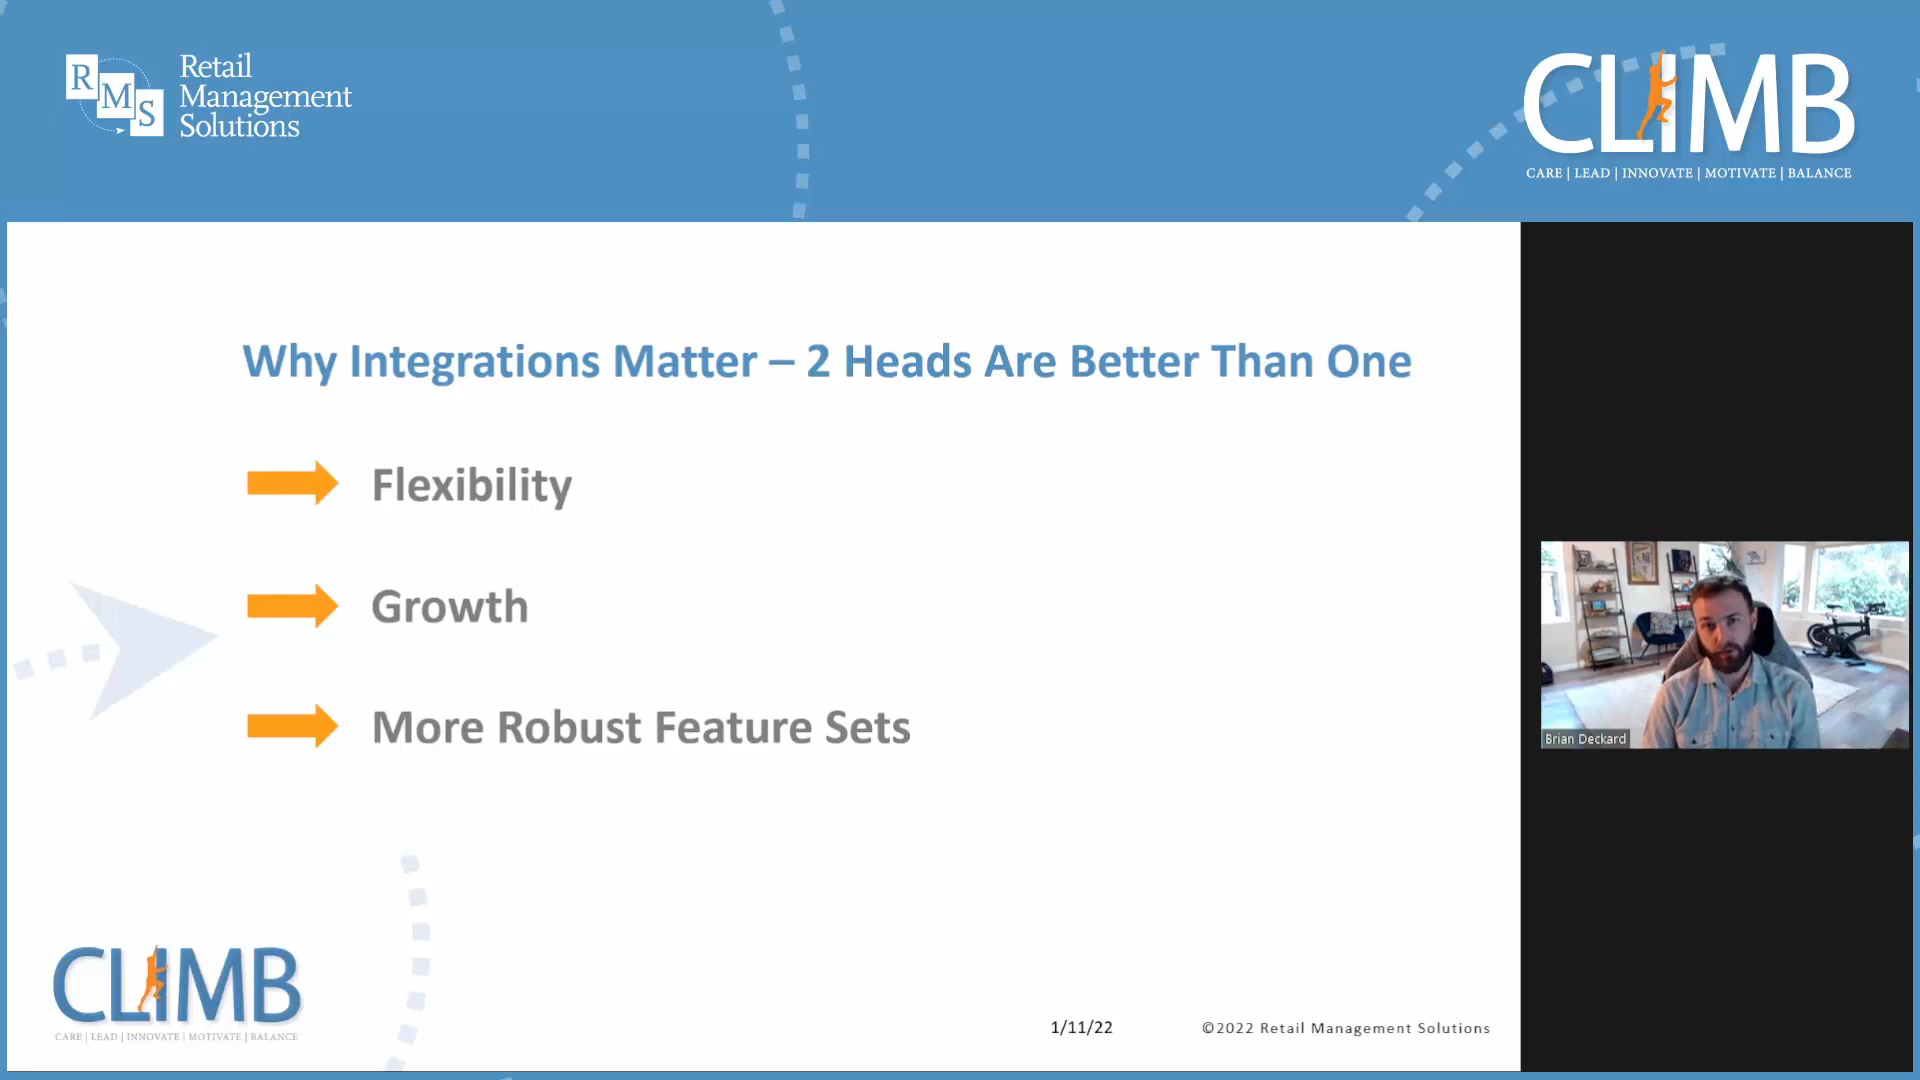 RMS
Retail
Management
Solutions
CLIMB
CARE | LEAD | INNOVATE | MOTIVATE | BALANCE
Why Integrations Matter – 2 Heads Are Better Than One
Flexibility
Growth
More Robust Feature Sets
Brian Deckard
CLIMB
CARE | LEAD | INNOVATE | MOTIVATE | BALANCE
1/11/22
©2022 Retail Management Solutions